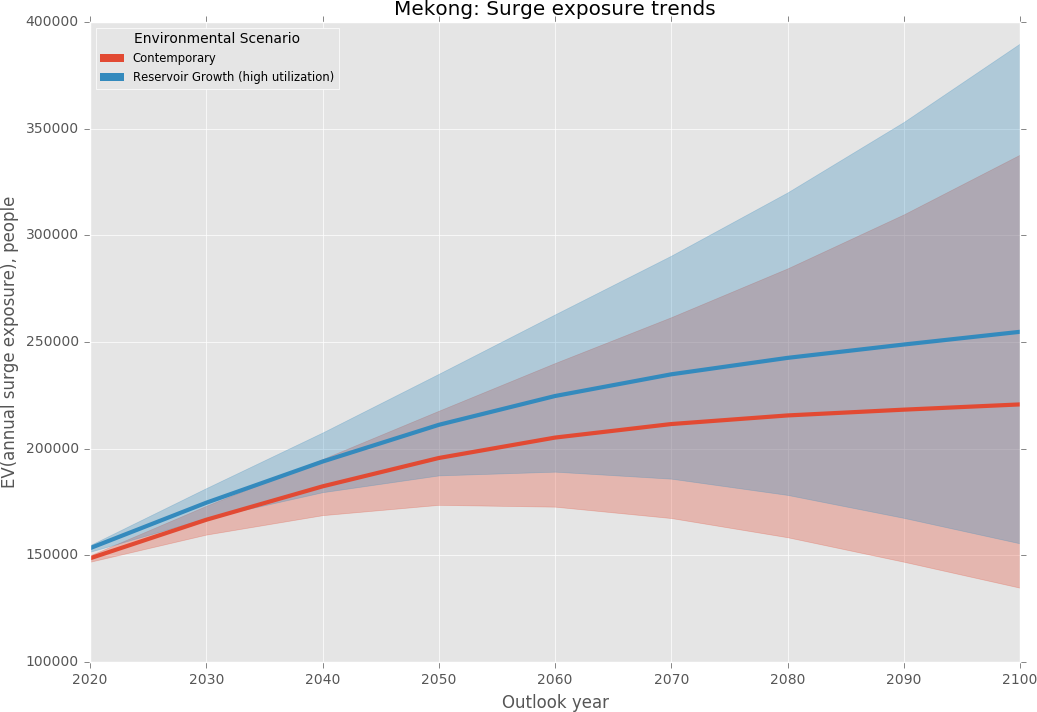 Mekong: Surge exposure trends
Environmental Scenario
Contemporary
Reservoir Growth (high utilization)
EV(annual surge exposure), people
400000
350000
300000
250000
200000
150000
100000
2020 2030 2040 2050 2060 2070 2080 2090 2100
Outlook year